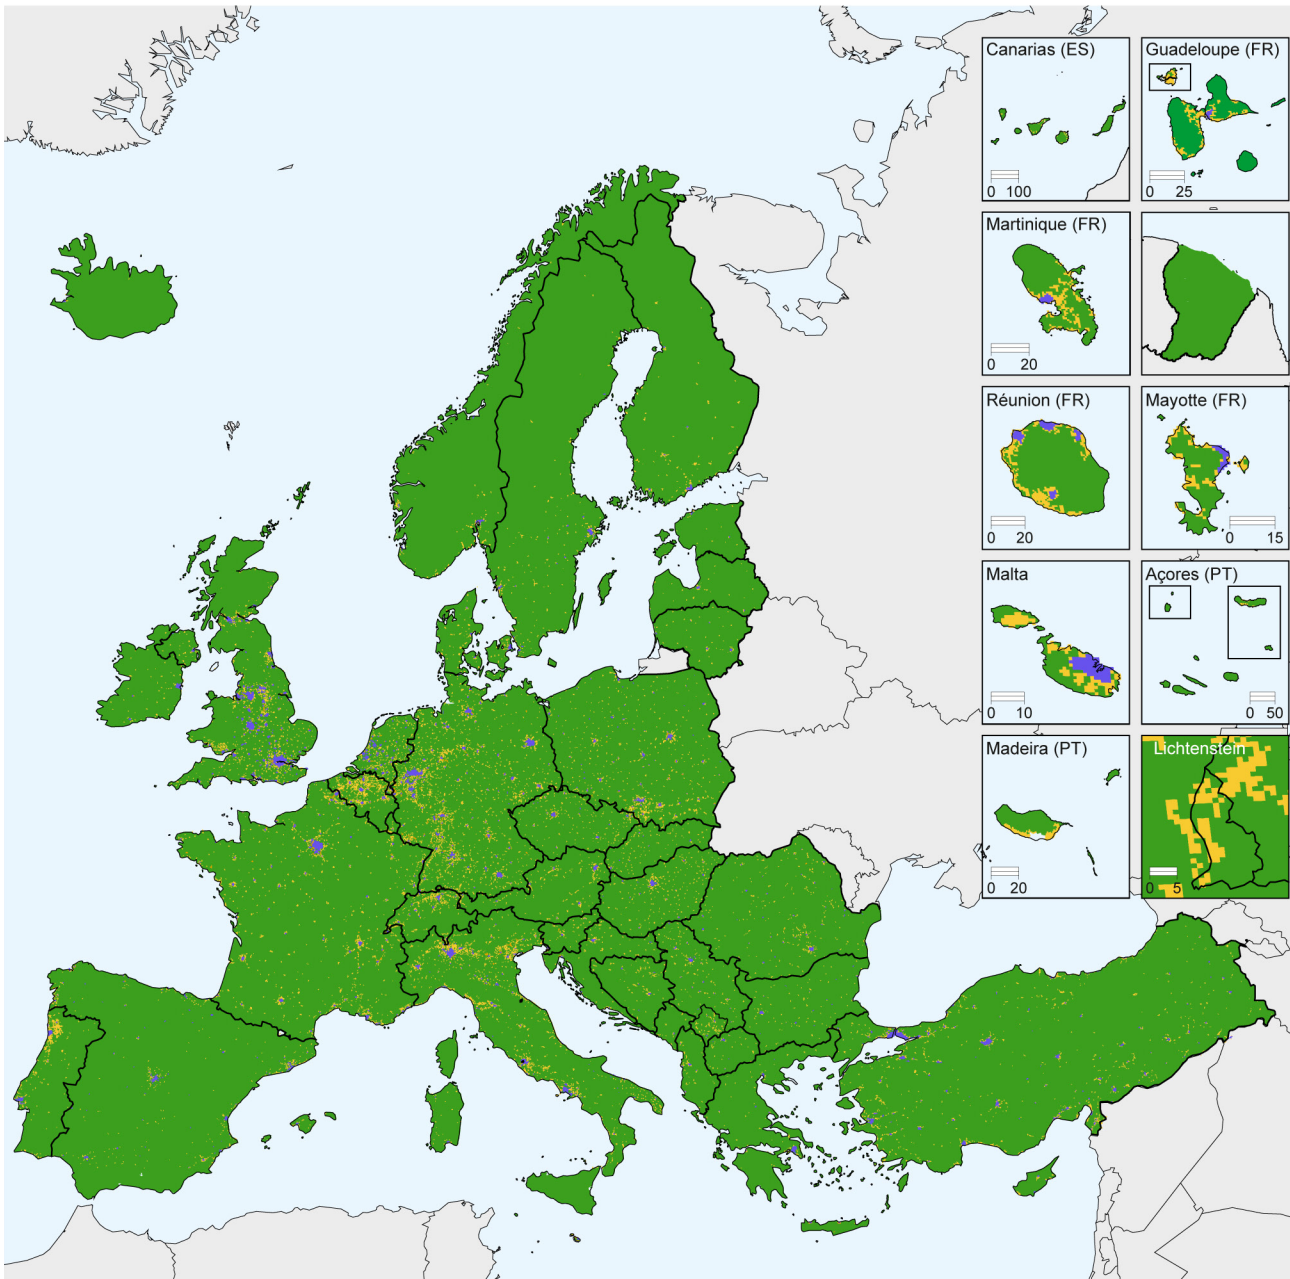 Canarias (ES)
0 100
Guadeloupe (FR)
0 25
Martinique (FR)
0 20
Réunion (FR)
0 20
Mayotte (FR)
0 15
Malta
0 10
Açores (PT)
0 50
Madeira (PT)
0 20
Lichtenstein
0 5